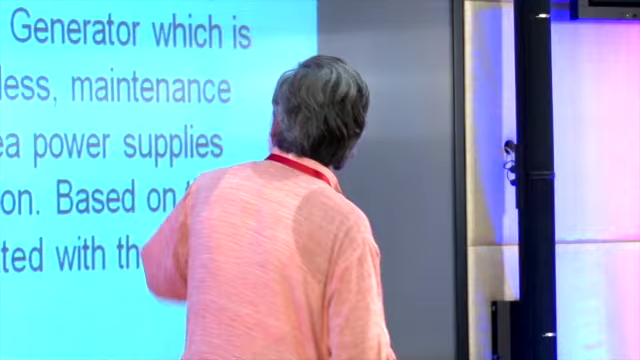 Generator which is
less, maintenance
ea power supplies
on. Based on
ted with th